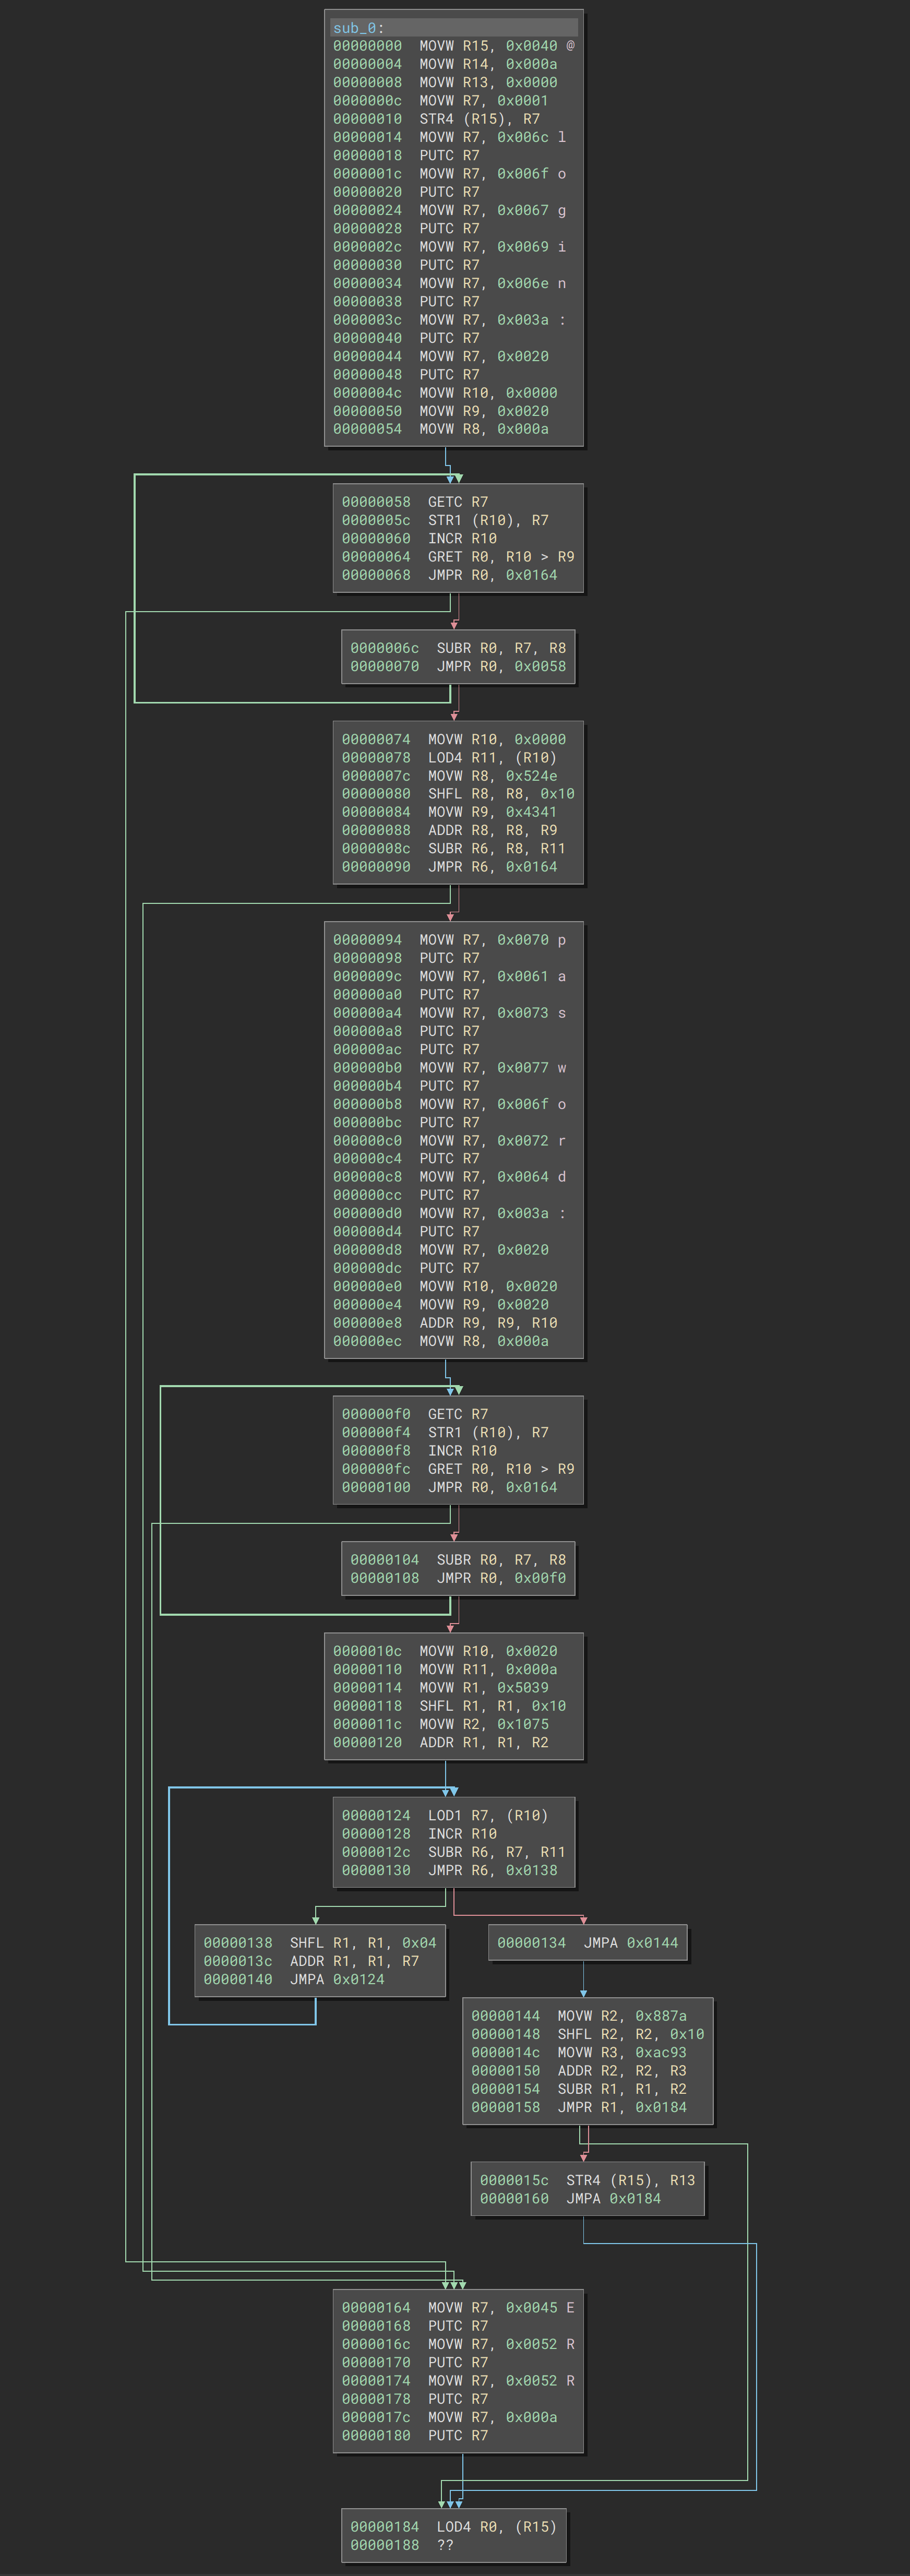 sub_0:
00000000 MOVW R15, 0x0040 @
00000004 MOVW R14, 0x000a
00000008 MOVW R13, 0x0000
0000000c MOVW R7, 0x0001
00000010 STR4 (R15), R7
00000014 MOVW R7, 0x006c l
00000018 PUTC R7
0000001c MOVW R7, 0x006f o
00000020 PUTC R7
00000024 MOVW R7, 0x0067 g
00000028 PUTC R7
0000002c MOVW R7, 0x0069 i
00000030 PUTC R7
00000034 MOVW R7, 0x006e n
00000038 PUTC R7
0000003c MOVW R7, 0x003a :
00000040 PUTC R7
00000044 MOVW R7, 0x0020
00000048 PUTC R7
0000004c MOVW R10, 0x0000
00000050 MOVW R9, 0x0020
00000054 MOVW R8, 0x000a
00000058 GETC R7
0000005c STR1 (R10), R7
00000060 INCR R10
00000064 GRET R0, R10 > R9
00000068 JMPR R0, 0x0164
0000006c SUBR R0, R7, R8
00000070 JMPR R0, 0x0058
00000074 MOVW R10, 0x0000
00000078 LOD4 R11, (R10)
0000007c MOVW R8, 0x524e
00000080 SHFL R8, R8, 0x10
00000084 MOVW R9, 0x4341
00000088 ADDR R8, R8, R9
0000008c SUBR R6, R8, R11
00000090 JMPR R6, 0x0164
00000094 MOVW R7, 0x0070 p
00000098 PUTC R7
0000009c MOVW R7, 0x0061 a
000000a0 PUTC R7
000000a4 MOVW R7, 0x0073 s
000000a8 PUTC R7
000000ac PUTC R7
000000b0 MOVW R7, 0x0077 w
000000b4 PUTC R7
000000b8 MOVW R7, 0x006f o
000000bc PUTC R7
000000c0 MOVW R7, 0x0072 r
000000c4 PUTC R7
000000c8 MOVW R7, 0x0064 d
000000cc PUTC R7
000000d0 MOVW R7, 0x003a :
000000d4 PUTC R7
000000d8 MOVW R7, 0x0020
000000dc PUTC R7
000000e0 MOVW R10, 0x0020
000000e4 MOVW R9, 0x0020
000000e8 ADDR R9, R9, R10
000000ec MOVW R8, 0x000a
000000f0 GETC R7
000000f4 STR1 (R10), R7
000000f8 INCR R10
000000fc GRET R0, R10 > R9
00000100 JMPR R0, 0x0164
00000104 SUBR R0, R7, R8
00000108 JMPR R0, 0x00f0
0000010c MOVW R10, 0x0020
00000110 MOVW R11, 0x000a
00000114 MOVW R1, 0x5039
00000118 SHFL R1, R1, 0x10
0000011c MOVW R2, 0x1075
00000120 ADDR R1, R1, R2
00000124 LOD1 R7, (R10)
00000128 INCR R10
0000012c SUBR R6, R7, R11
00000130 JMPR R6, 0x0138
00000138 SHFL R1, R1, 0x04
0000013c ADDR R1, R1, R7
00000140 JMPA 0x0124
00000134 JMPA 0x0144
00000144 MOVW R2, 0x887a
00000148 SHFL R2, R2, 0x10
0000014c MOVW R3, 0xac93
00000150 ADDR R2, R2, R3
00000154 SUBR R1, R1, R2
00000158 JMPR R1, 0x0184
0000015c STR4 (R15), R13
00000160 JMPA 0x0184
00000164 MOVW R7, 0x0045 E
00000168 PUTC R7
0000016c MOVW R7, 0x0052 R
00000170 PUTC R7
00000174 MOVW R7, 0x0052 R
00000178 PUTC R7
0000017c MOVW R7, 0x000a
00000180 PUTC R7
00000184 LOD4 R0, (R15)
00000188 ??